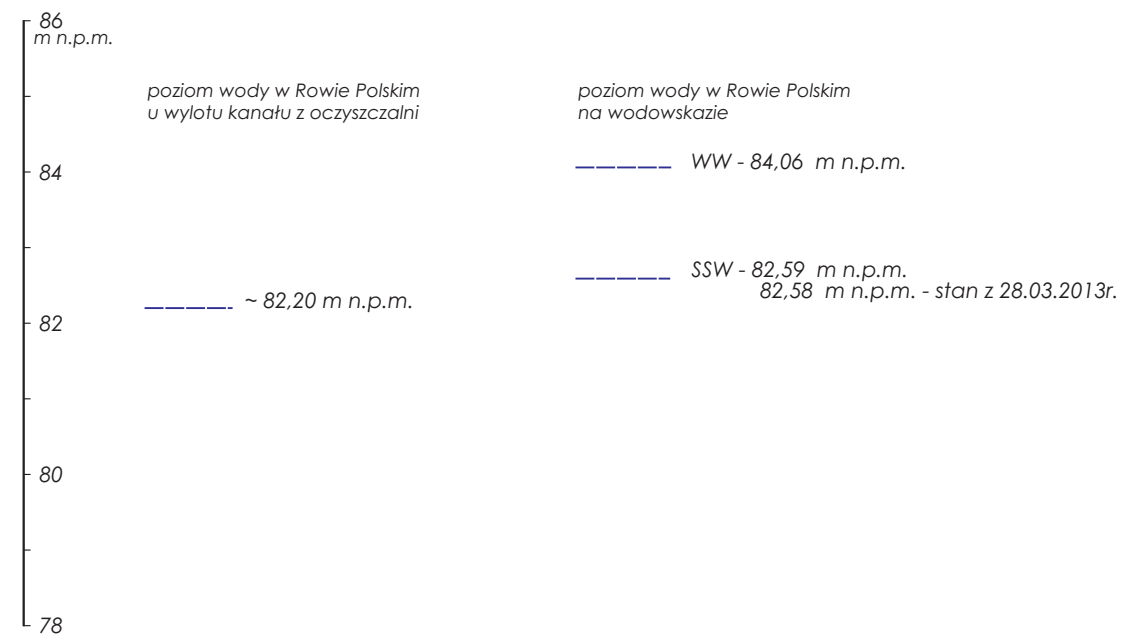 86
m n.p.m.
poziom wody w Rowie Polskim
u wylotu kanału z oczyszczalni
poziom wody w Rowie Polskim
na wodowskazie
84
WW - 84,06 m n.p.m.
SSW - 82,59 m n.p.m.
82,58 m n.p.m. - stan z 28.03.2013r.
~ 82,20 m n.p.m.
82
80
78